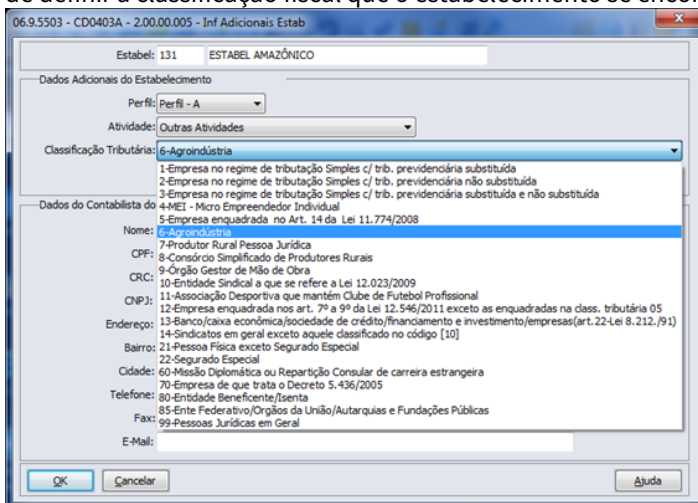 de definir a classificação fiscal que o estabelecimento se
06.9.5503 - CD0403A - 2.00.00.005 - Inf Adicionais Estab
Estabel: 131 ESTABEL AMAZÔNICO
Dados Adicionais do Estabelecimento
Perfil: Perfil - A
Atividade: Outras Atividades
Classificação Tributária: 6-Agroindústria
1-Empresa no regime de tributação Simples c/ trib. previdenciária substituída
2-Empresa no regime de tributação Simples c/ trib. previdenciária não substituída
3-Empresa no regime de tributação Simples c/ trib. previdenciária substituída e não substituída
Dados do Contabilista do
4-MEI - Micro Empreendedor Individual
5-Empresa enquadrada no Art. 14 da Lei 11.774/2008
Nome:
6-Agroindústria
7-Produtor Rural Pessoa Jurídica
CPF:
8-Consórcio Simplificado de Produtores Rurais
9-Órgão Gestor de Mão de Obra
CRC:
10-Entidade Sindical a que se refere a Lei 12.023/2009
CNPJ:
11-Associação Desportiva que mantém Clube de Futebol Profissional
12-Empresa enquadrada nos art. 7º a 9º da Lei 12.546/2011 exceto as enquadradas na class. tributária 05
Endereço:
13-Banco/caixa econômica/sociedade de crédito/financiamento e investimento/empresas(art.22-Lei 8.212./91)
14-Sindicatos em geral exceto aquele classificado no código [10]
Bairro:
21-Pessoa Física exceto Segurado Especial
22-Segurado Especial
Cidade:
60-Missão Diplomática ou Repartição Consular de carreira estrangeira
70-Empresa de que trata o Decreto 5.436/2005
Telefone:
80-Entidade Beneficente/Isenta
85-Ente Federativo/Orgãos da União/Autarquias e Fundações Públicas
Fax:
99-Pessoas Jurídicas em Geral
E-Mail:
OK Cancelar Ajuda